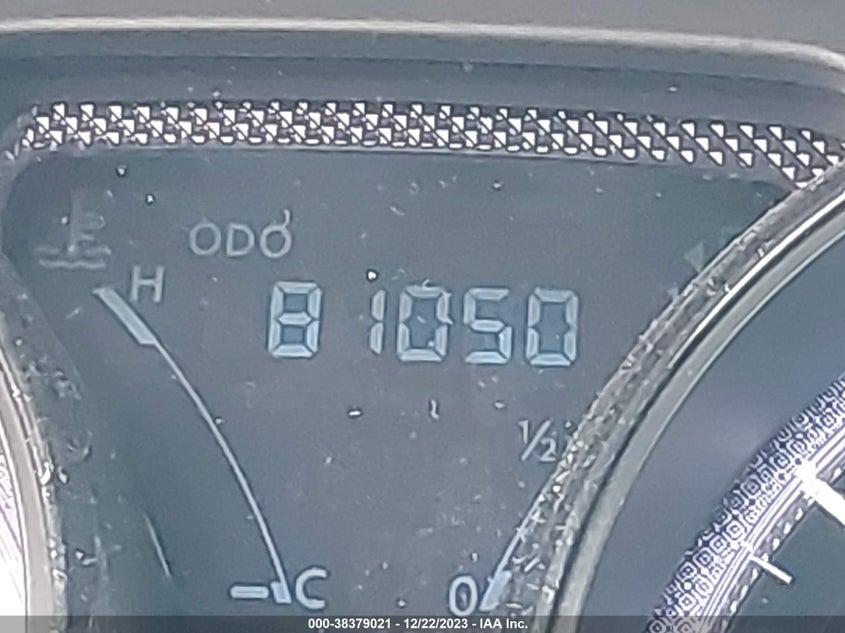 ODO
H
81050
1/2
C
0
000-38379021 - 12/22/2023 - IAA Inc.